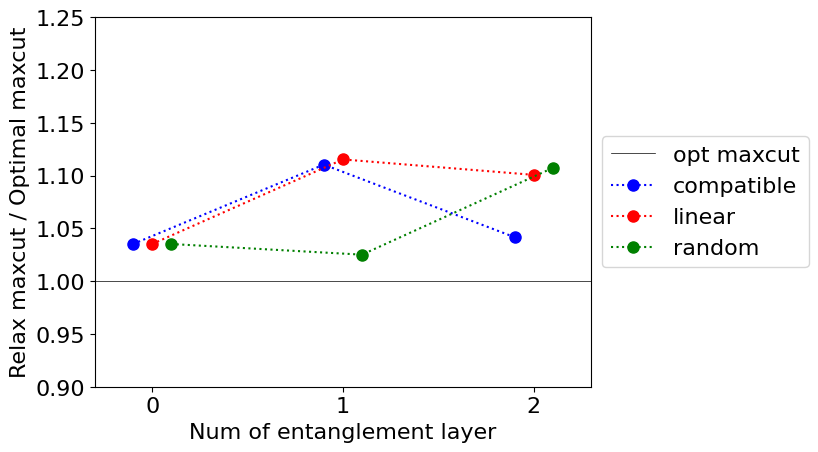 Relax maxcut / Optimal maxcut
1.25
1.20
1.15
1.10
1.05
1.00
0.95
0.90
0
1
2
Num of entanglement layer
opt maxcut
compatible
linear
random